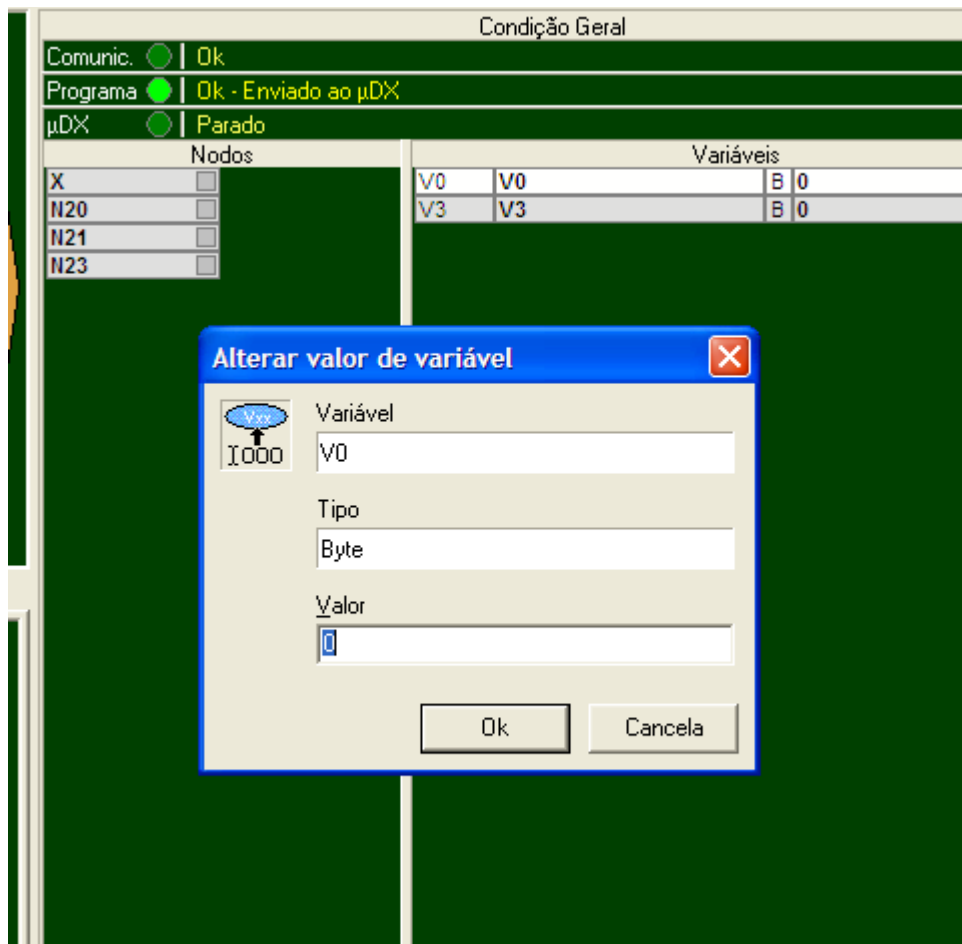 Condição Geral
Comunic. Ok
Programa Ok - Enviado ao µDX
µDX Parado
Nodos Variáveis
X V0 V0 B 0
N20 V3 V3 B 0
N21
N23
Alterar valor de variável
Vxx
Variável
I000 V0
Tipo
Byte
Valor
0
Ok Cancela